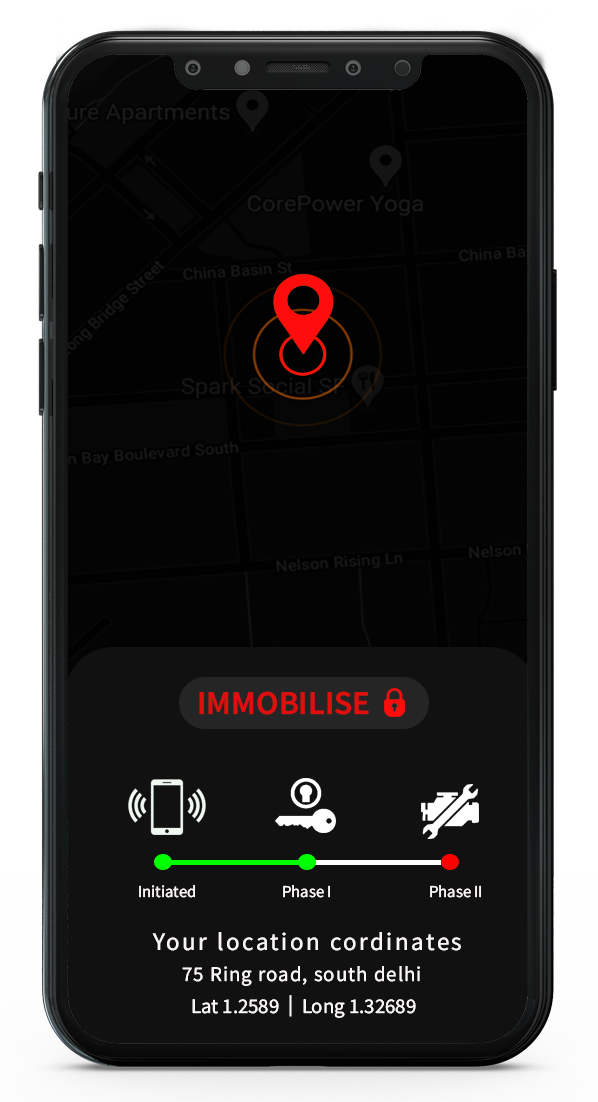 ure Apartments
CorePower Yoga
China Basin St
China Bas
ong Bridge Street
Spark Social SF
n Bay Boulevard South
Nelson Rising Ln
Nelson
IMMOBILISE
Initiated
Phase I
Phase II
Your location cordinates
75 Ring road, south delhi
Lat 1.2589 | Long 1.32689